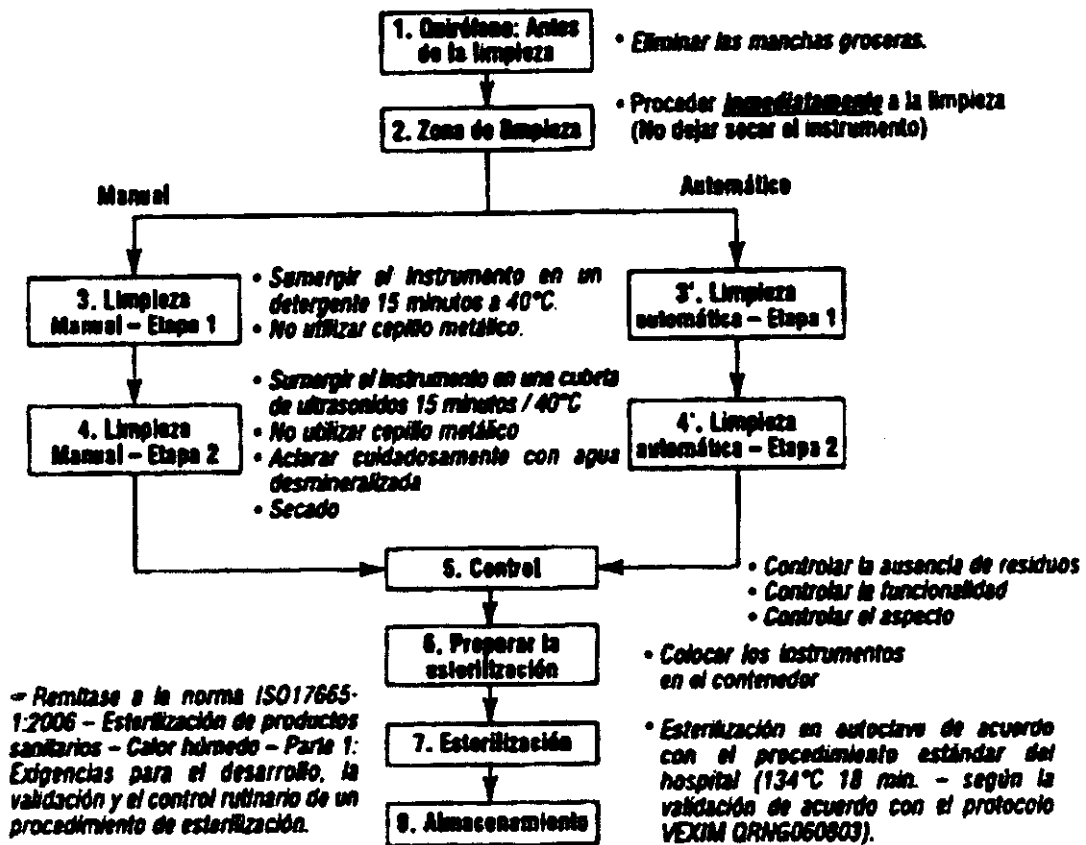 1. Quirófano: Antes
de la limpieza
• Eliminar las manchas groseras.
2. Zona de limpieza
• Proceder inmediatamente a la limpieza
(No dejar secar el instrumento)
Manual
Automático
3. Limpieza
Manual – Etapa 1
• Sumergir el instrumento en un
detergente 15 minutos a 40°C.
• No utilizar cepillo metálico.
3'. Limpieza
automática – Etapa 1
4. Limpieza
Manual – Etapa 2
• Sumergir el instrumento en une cubeta
de ultrasonidos 15 minutos / 40°C
• No utilizar cepillo metálico
• Aclarar cuidadosamente con agua
desmineralizada
• Secado
4'. Limpieza
automática – Etapa 2
5. Control
• Controlar la ausencia de residuos
• Controlar la funcionalidad
• Controlar el aspecto
6. Preparar la
esterilización
• Colocar los instrumentos
en el contenedor
⇒ Remítase a la norma ISO17665-
1:2006 – Esterilización de productos
sanitarios – Calor húmedo – Parte 1:
Exigencias para el desarrollo, la
validación y el control rutinario de un
procedimiento de esterilización.
7. Esterilización
• Esterilización en autoclave de acuerdo
con el procedimiento estándar del
hospital (134°C 18 min. – según la
validación de acuerdo con el protocolo
VEXIM QRNG060803).
8. Almacenamiento